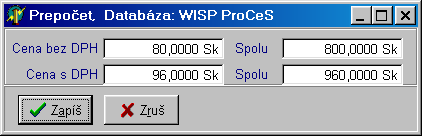 Prepočet, Databáza: WISP ProCeS
Cena bez DPH 80,0000 Sk Spolu 800,0000 Sk
Cena s DPH 96,0000 Sk Spolu 960,0000 Sk
Zapíš Zruš